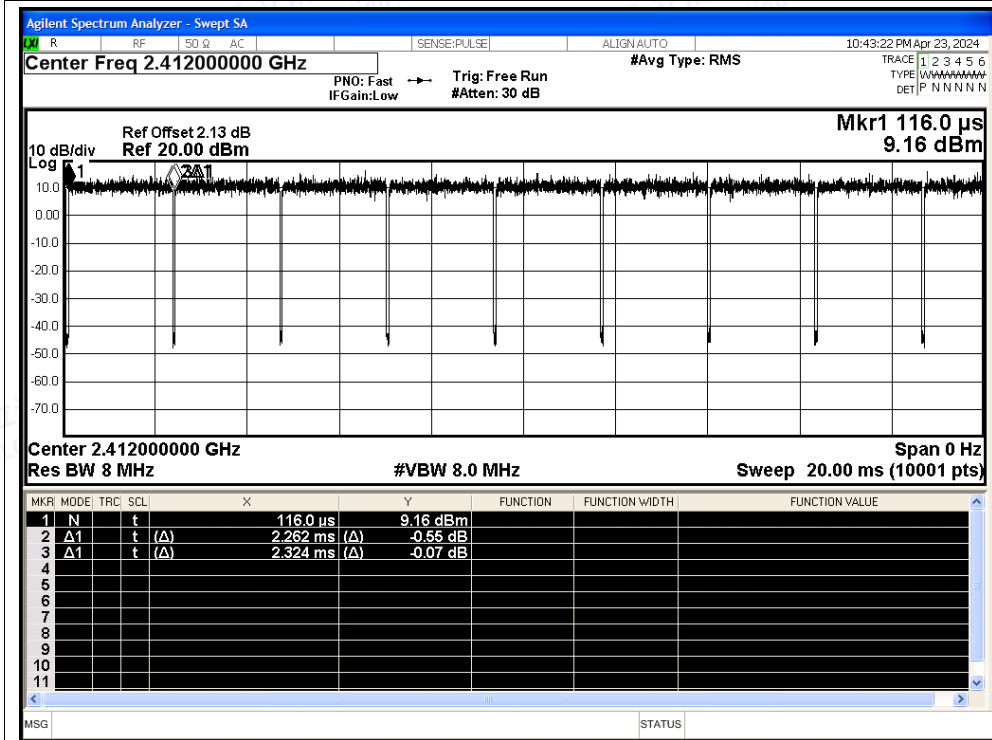 Agilent Spectrum Analyzer - Swept SA
LXI R RF 50 Ω AC SENSE:PULSE ALIGN AUTO 10:43:22 PM Apr 23, 2024
Center Freq 2.412000000 GHz #Avg Type: RMS TRACE 1 2 3 4 5 6
PNO: Fast Trig: Free Run TYPE
IFGain:Low #Atten: 30 dB DET P N N N N N
Mkr1 116.0 µs
9.16 dBm
Ref Offset 2.13 dB
10 dB/div Ref 20.00 dBm
Log
1
2Δ1
3Δ1
10.0
0.00
-10.0
-20.0
-30.0
-40.0
-50.0
-60.0
-70.0
Center 2.412000000 GHz Span 0 Hz
Res BW 8 MHz #VBW 8.0 MHz Sweep 20.00 ms (10001 pts)
MKR MODE TRC SCL X Y FUNCTION FUNCTION WIDTH FUNCTION VALUE
1 N t 116.0 µs 9.16 dBm
2 Δ1 t (Δ) 2.262 ms (Δ) -0.55 dB
3 Δ1 t (Δ) 2.324 ms (Δ) -0.07 dB
4
5
6
7
8
9
10
11
MSG STATUS